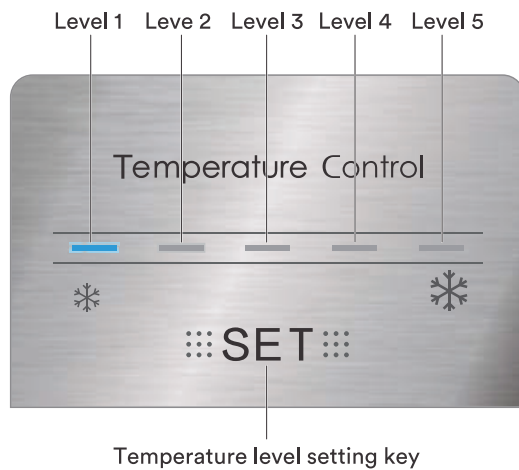 Level 1 Leve 2 Level 3 Level 4 Level 5
Temperature Control
SET
Temperature level setting key